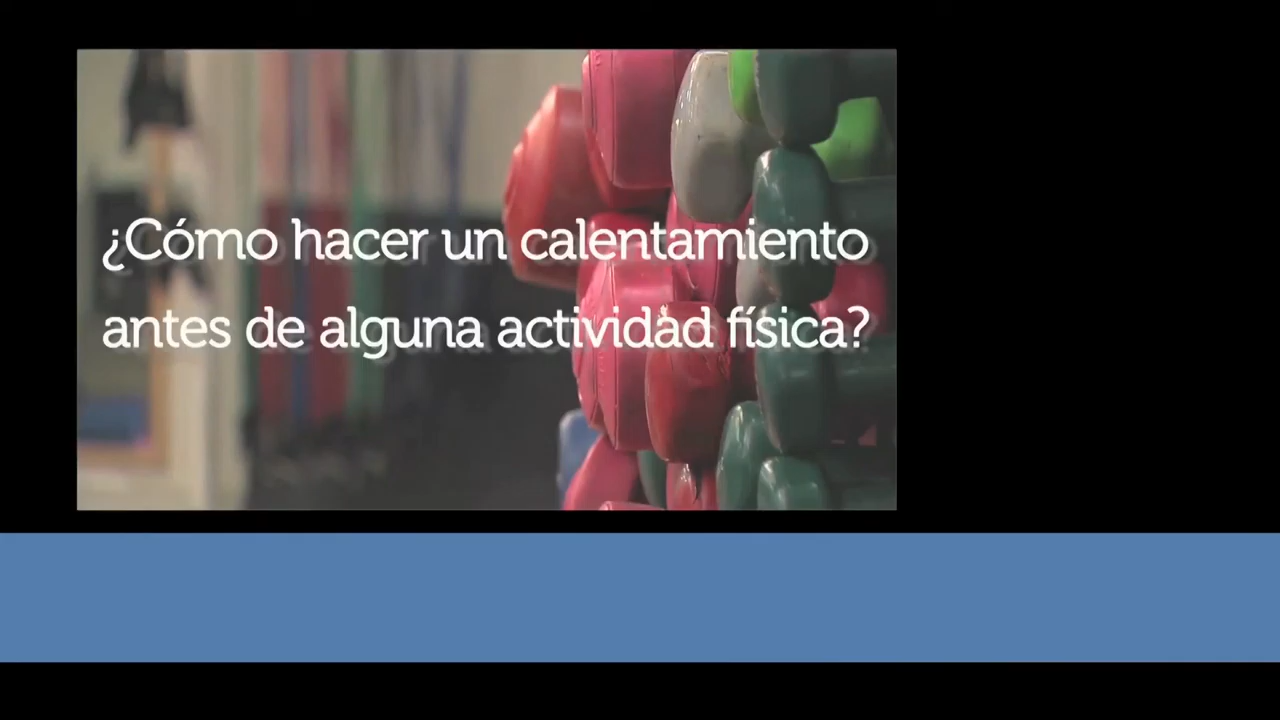 ¿Cómo hacer un calentamiento
antes de alguna actividad física?